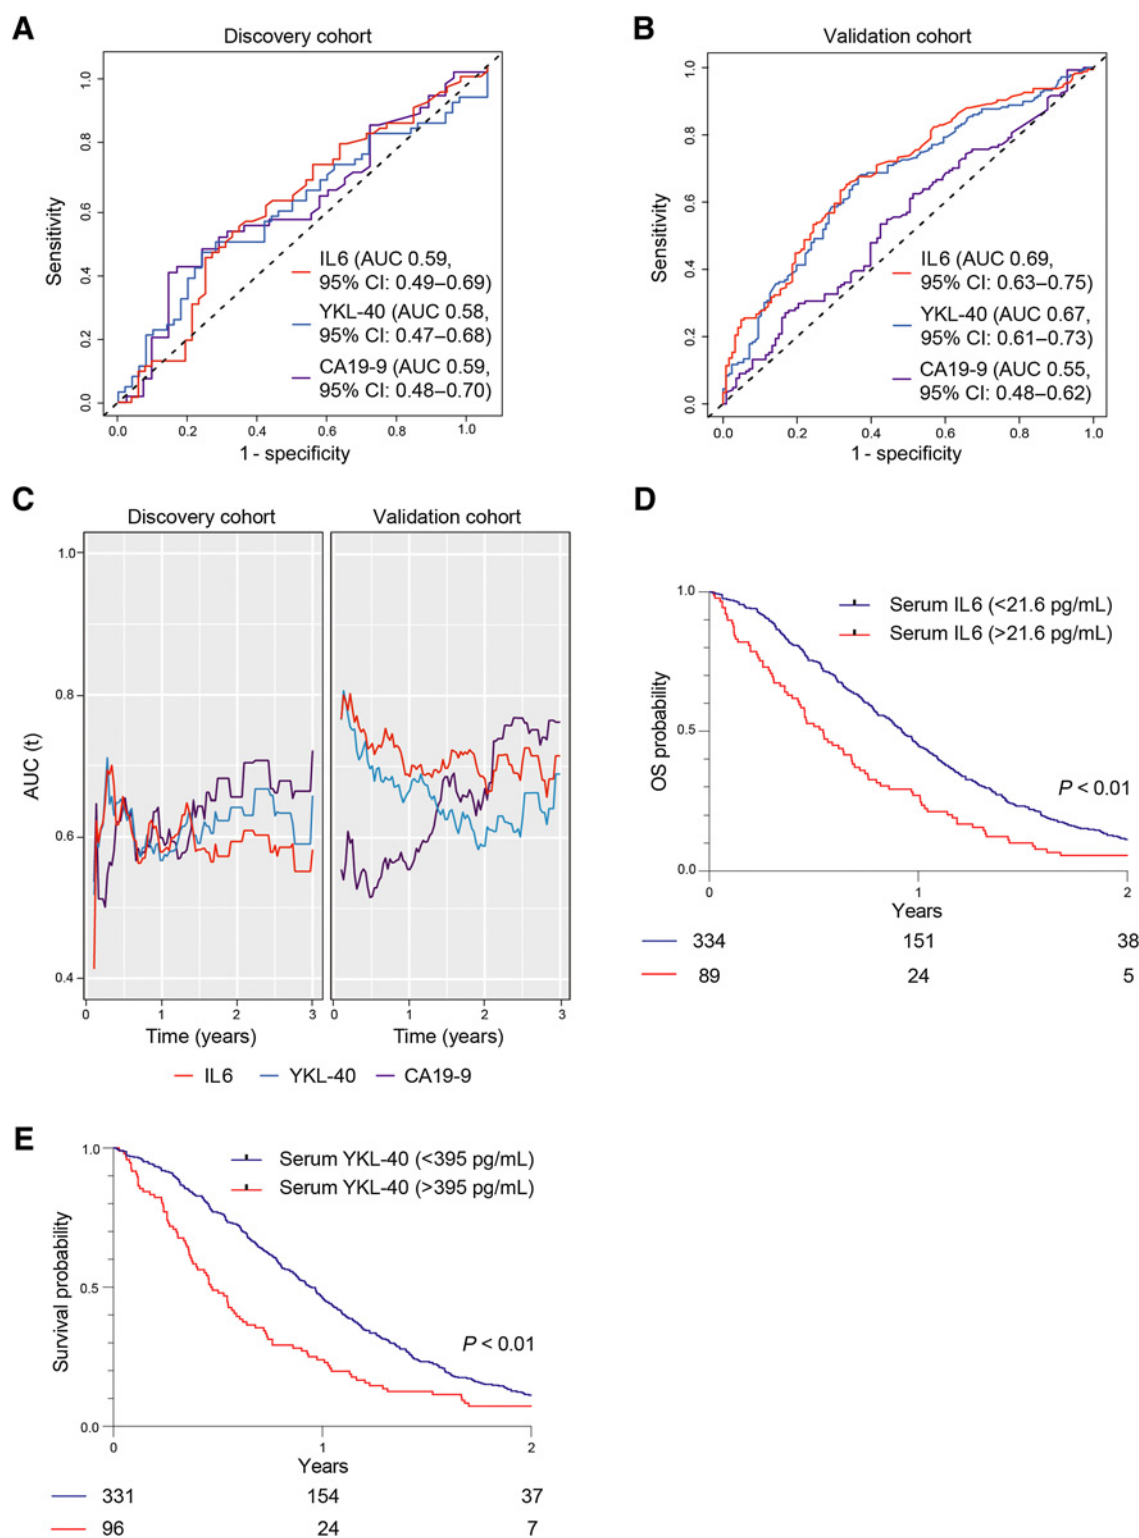 A
Discovery cohort
Sensitivity
1.0
0.8
0.6
0.4
0.2
0.0
IL6 (AUC 0.59,
95% CI: 0.49–0.69)
YKL-40 (AUC 0.58,
95% CI: 0.47–0.68)
CA19-9 (AUC 0.59,
95% CI: 0.48–0.70)
0.0 0.2 0.4 0.6 0.8 1.0
1 - specificity
B
Validation cohort
Sensitivity
1.0
0.8
0.6
0.4
0.2
0.0
IL6 (AUC 0.69,
95% CI: 0.63–0.75)
YKL-40 (AUC 0.67,
95% CI: 0.61–0.73)
CA19-9 (AUC 0.55,
95% CI: 0.48–0.62)
0.0 0.2 0.4 0.6 0.8 1.0
1 - specificity
C
Discovery cohort
Validation cohort
AUC (t)
1.0
0.8
0.6
0.4
0 1 2 3
0 1 2 3
Time (years)
Time (years)
IL6 YKL-40 CA19-9
D
OS probability
1.0
0.5
0.0
Serum IL6 (<21.6 pg/mL)
Serum IL6 (>21.6 pg/mL)
P < 0.01
0 1 2
Years
334 151 38
89 24 5
E
Survival probability
1.0
0.5
0.0
Serum YKL-40 (<395 pg/mL)
Serum YKL-40 (>395 pg/mL)
P < 0.01
0 1 2
Years
331 154 37
96 24 7